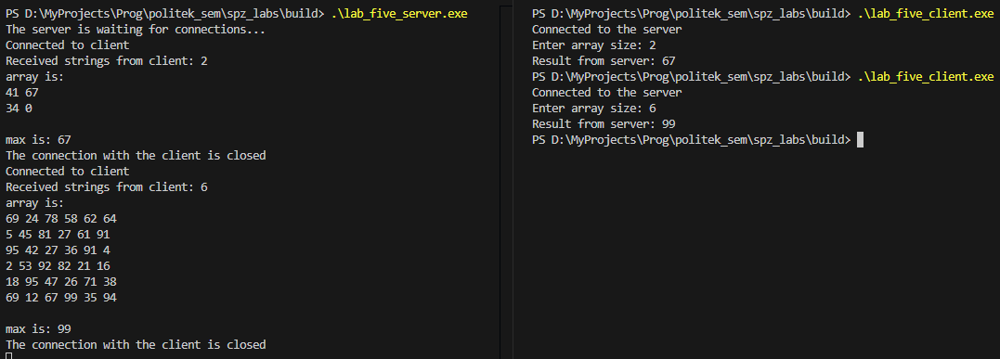 PS D:\MyProjects\Prog\politek_sem\spz_labs\build> .\lab_five_server.exe
The server is waiting for connections...
Connected to client
Received strings from client: 2
array is:
41 67
34 0
max is: 67
The connection with the client is closed
Connected to client
Received strings from client: 6
array is:
69 24 78 58 62 64
5 45 81 27 61 91
95 42 27 36 91 4
2 53 92 82 21 16
18 95 47 26 71 38
69 12 67 99 35 94
max is: 99
The connection with the client is closed
PS D:\MyProjects\Prog\politek_sem\spz_labs\build> .\lab_five_client.exe
Connected to the server
Enter array size: 2
Result from server: 67
PS D:\MyProjects\Prog\politek_sem\spz_labs\build> .\lab_five_client.exe
Connected to the server
Enter array size: 6
Result from server: 99
PS D:\MyProjects\Prog\politek_sem\spz_labs\build>